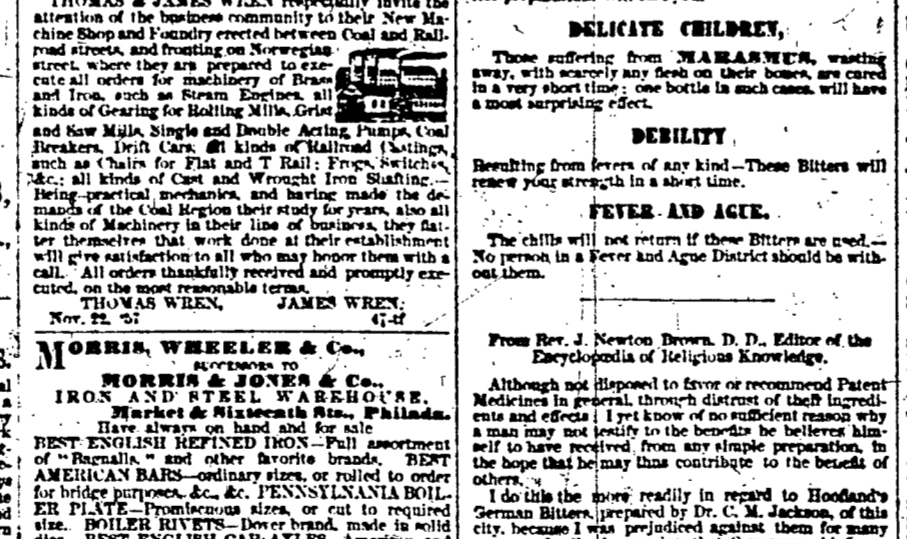 THOMAS & JAMES WREN respectfully invite the
attention of the business community to their New Ma-
chine Shop and Foundry erected between Coal and Rail-
road streets, and fronting on Norwegian
street, where they are prepared to exe-
cute all orders for machinery of Brass
and Iron, such as Steam Engines, all
kinds of Gearing for Rolling Mills, Grist
and Saw Mills, Single and Double Acting Pumps, Coal
Breakers, Drift Cars; all kinds of Railroad Castings,
such as Chairs for Flat and T Rail; Frogs, Switches,
&c.; all kinds of Cast and Wrought Iron Shafting.—
Being practical mechanics, and having made the de-
mands of the Coal Region their study for years, also all
kinds of Machinery in their line of business, they flat-
ter themselves that work done at their establishment
will give satisfaction to all who may honor them with a
call. All orders thankfully received and promptly exe-
cuted, on the most reasonable terms.
THOMAS WREN, JAMES WREN.
Nov. 22, '57 47-tf
MORRIS, WHEELER & Co.,
SUCCESSORS TO
MORRIS & JONES & Co.,
IRON AND STEEL WAREHOUSE,
Market & Sixteenth Sts., Philada.
Have always on hand and for sale
BEST ENGLISH REFINED IRON—Full assortment
of "Bagnalls," and other favorite brands. BEST
AMERICAN BARS—ordinary sizes, or rolled to order
for bridge purposes, &c., &c. PENNSYLVANIA BOIL-
ER PLATE—Promiscuous sizes, or cut to required
size. BOILER RIVETS—Dover brand, made in solid
dies. BEST ENGLISH CAR AXLES. American and
DELICATE CHILDREN,
Those suffering from MARASMUS, wasting
away, with scarcely any flesh on their bones, are cured
in a very short time; one bottle in such cases, will have
a most surprising effect.
DEBILITY
Resulting from fevers of any kind—These Bitters will
renew your strength in a short time.
FEVER AND AGUE.
The chills will not return if these Bitters are used.—
No person in a Fever and Ague District should be with-
out them.
From Rev. J. Newton Brown, D. D., Editor of the
Encyclopedia of Religious Knowledge.
Although not disposed to favor or recommend Patent
Medicines in general, through distrust of their ingredi-
ents and effects; I yet know of no sufficient reason why
a man may not testify to the benefits he believes him-
self to have received from any simple preparation, in
the hope that he may thus contribute to the benefit of
others.
I do this the more readily in regard to Hoofland's
German Bitters, prepared by Dr. C. M. Jackson, of this
city, because I was prejudiced against them for many